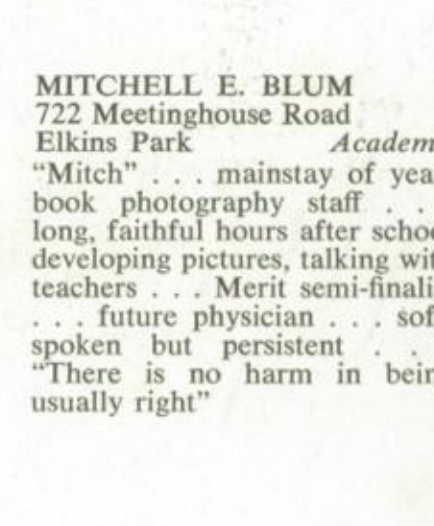 MITCHELL E. BLUM
722 Meetinghouse Road
Elkins Park Academ
“Mitch” . . . mainstay of yea
book photography staff . .
long, faithful hours after schoo
developing pictures, talking wit
teachers . . . Merit semi-finali
. . . future physician . . . sof
spoken but persistent . .
“There is no harm in bein
usually right”